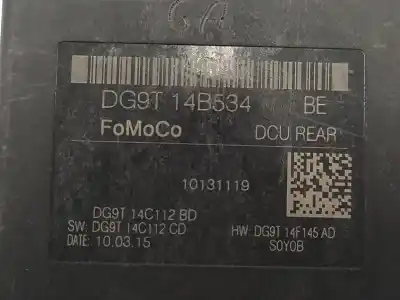 GA
DG9T 14B534 BE
FoMoCo DCU REAR
10131119
DG9T 14C112 BD
SW: DG9T 14C112 CD HW: DG9T 14F145 AD
DATE: 10.03.15 S0Y0B